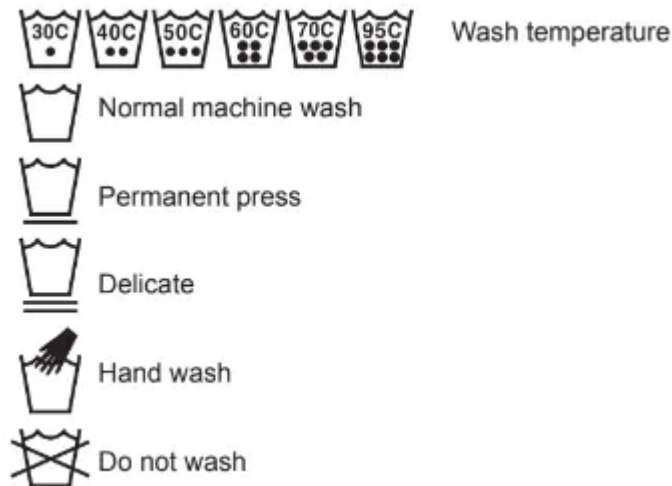 30C 40C 50C 60C 70C 95C Wash temperature
Normal machine wash
Permanent press
Delicate
Hand wash
Do not wash